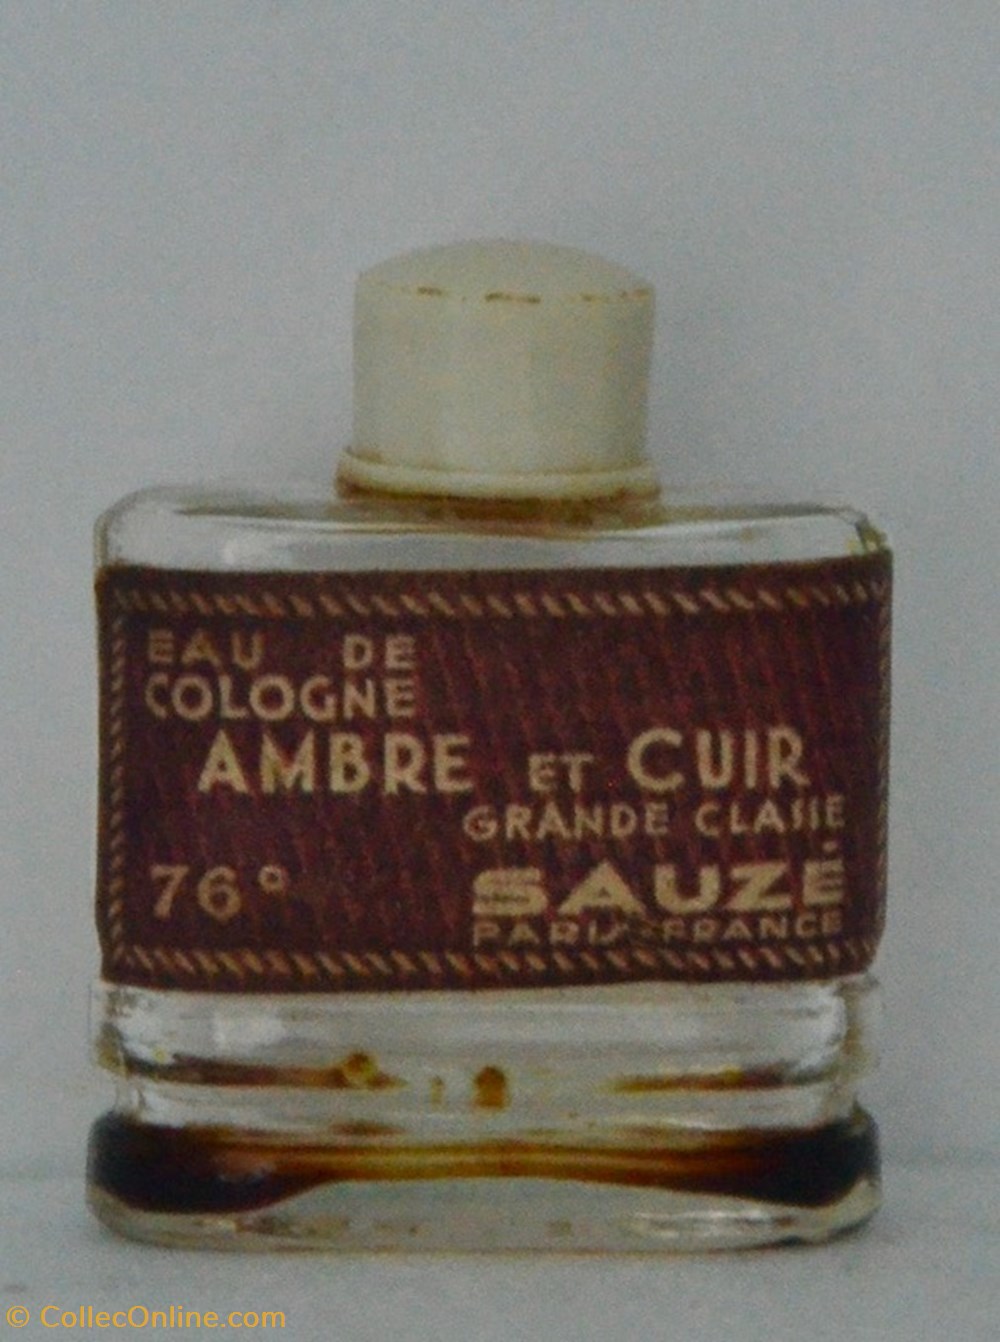 EAU DE
COLOGNE
AMBRE ET CUIR
GRANDE CLASSE
76°
SAUZÉ
PARIS-FRANCE
© CollecOnline.com